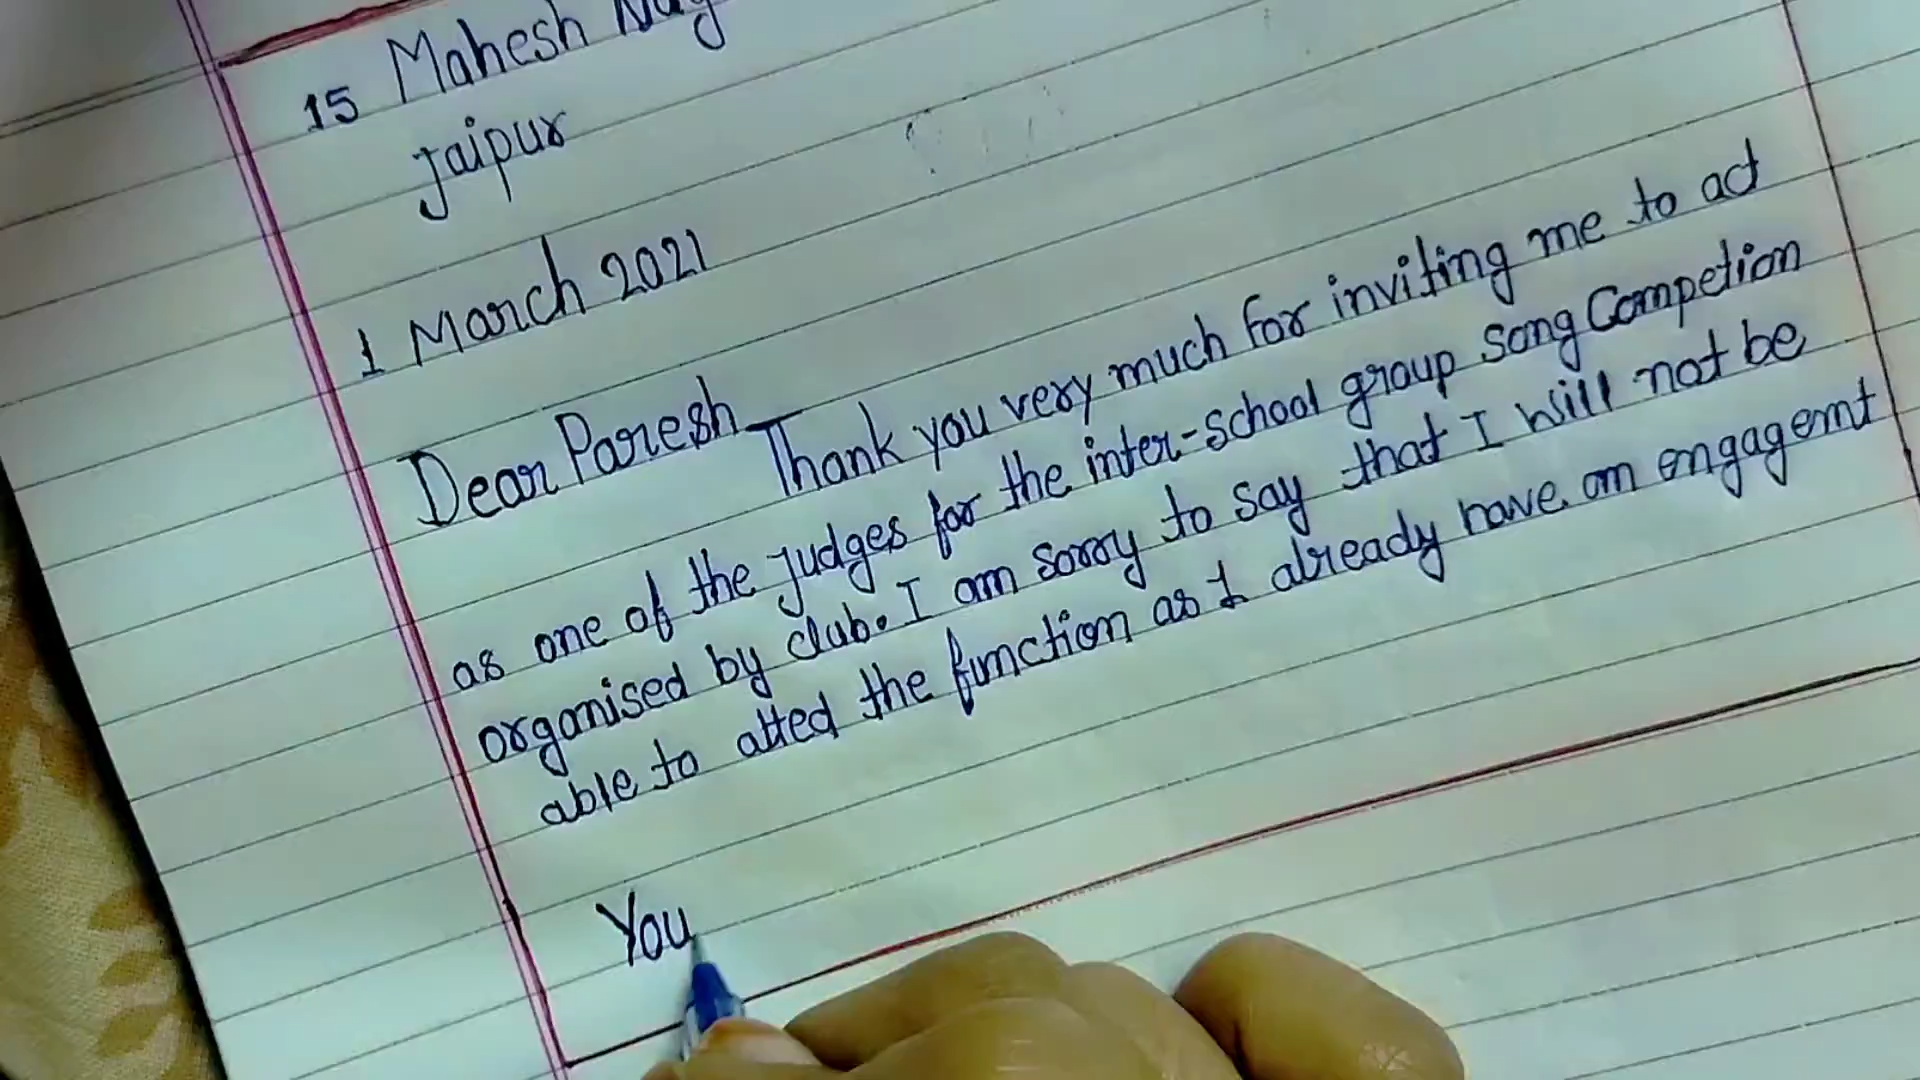 15 Mahesh Nag
Jaipur
1 March 2021
Dear Paresh
Thank you very much for inviting me to act
as one of the judges for the inter-school group song Competion
organised by club. I am sorry to say that I will not be
able to atted the function as I already have an engagemt
You